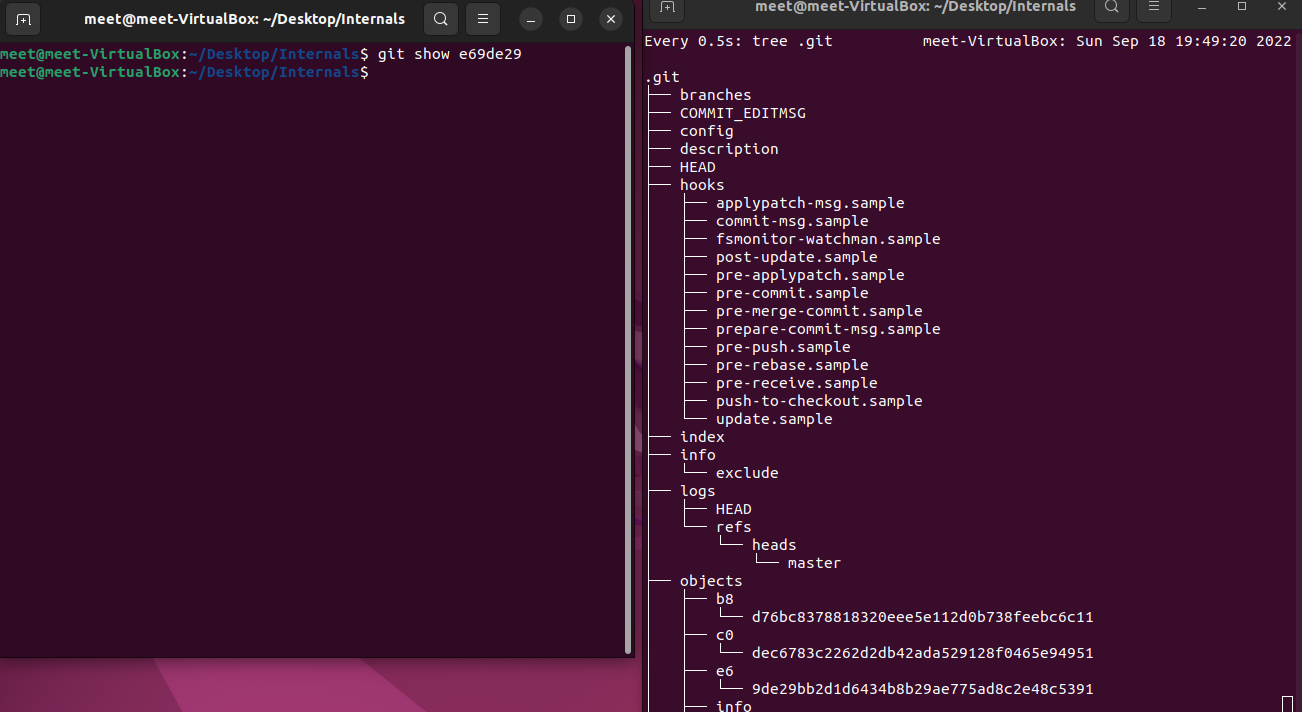 meet@meet-VirtualBox: ~/Desktop/Internals
meet@meet-VirtualBox:~/Desktop/Internals$ git show e69de29
meet@meet-VirtualBox:~/Desktop/Internals$
meet@meet-VirtualBox: ~/Desktop/Internals
Every 0.5s: tree .git meet-VirtualBox: Sun Sep 18 19:49:20 2022
.git
├── branches
├── COMMIT_EDITMSG
├── config
├── description
├── HEAD
├── hooks
│   ├── applypatch-msg.sample
│   ├── commit-msg.sample
│   ├── fsmonitor-watchman.sample
│   ├── post-update.sample
│   ├── pre-applypatch.sample
│   ├── pre-commit.sample
│   ├── pre-merge-commit.sample
│   ├── prepare-commit-msg.sample
│   ├── pre-push.sample
│   ├── pre-rebase.sample
│   ├── pre-receive.sample
│   ├── push-to-checkout.sample
│   └── update.sample
├── index
├── info
│   └── exclude
├── logs
│   ├── HEAD
│   └── refs
│       └── heads
│           └── master
├── objects
│   ├── b8
│   │   └── d76bc8378818320eee5e112d0b738feebc6c11
│   ├── c0
│   │   └── dec6783c2262d2db42ada529128f0465e94951
│   ├── e6
│   │   └── 9de29bb2d1d6434b8b29ae775ad8c2e48c5391
│   ├── info